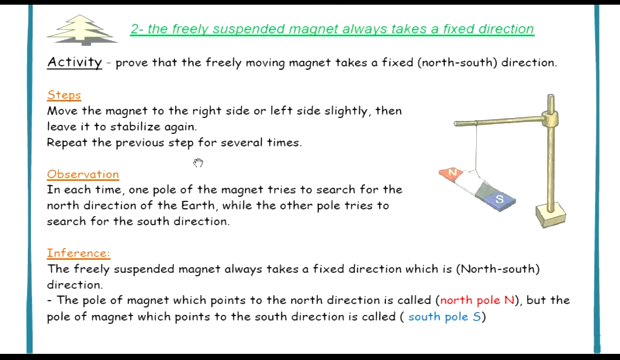 2- the freely suspended magnet always takes a fixed direction
Activity - prove that the freely moving magnet takes a fixed (north-south) direction.
Steps
Move the magnet to the right side or left side slightly, then
leave it to stabilize again.
Repeat the previous step for several times.
Observation
In each time, one pole of the magnet tries to search for the
north direction of the Earth, while the other pole tries to
search for the south direction.
N
S
Inference:
The freely suspended magnet always takes a fixed direction which is (North-south)
direction.
- The pole of magnet which points to the north direction is called (north pole N), but the
pole of magnet which points to the south direction is called ( south pole S)